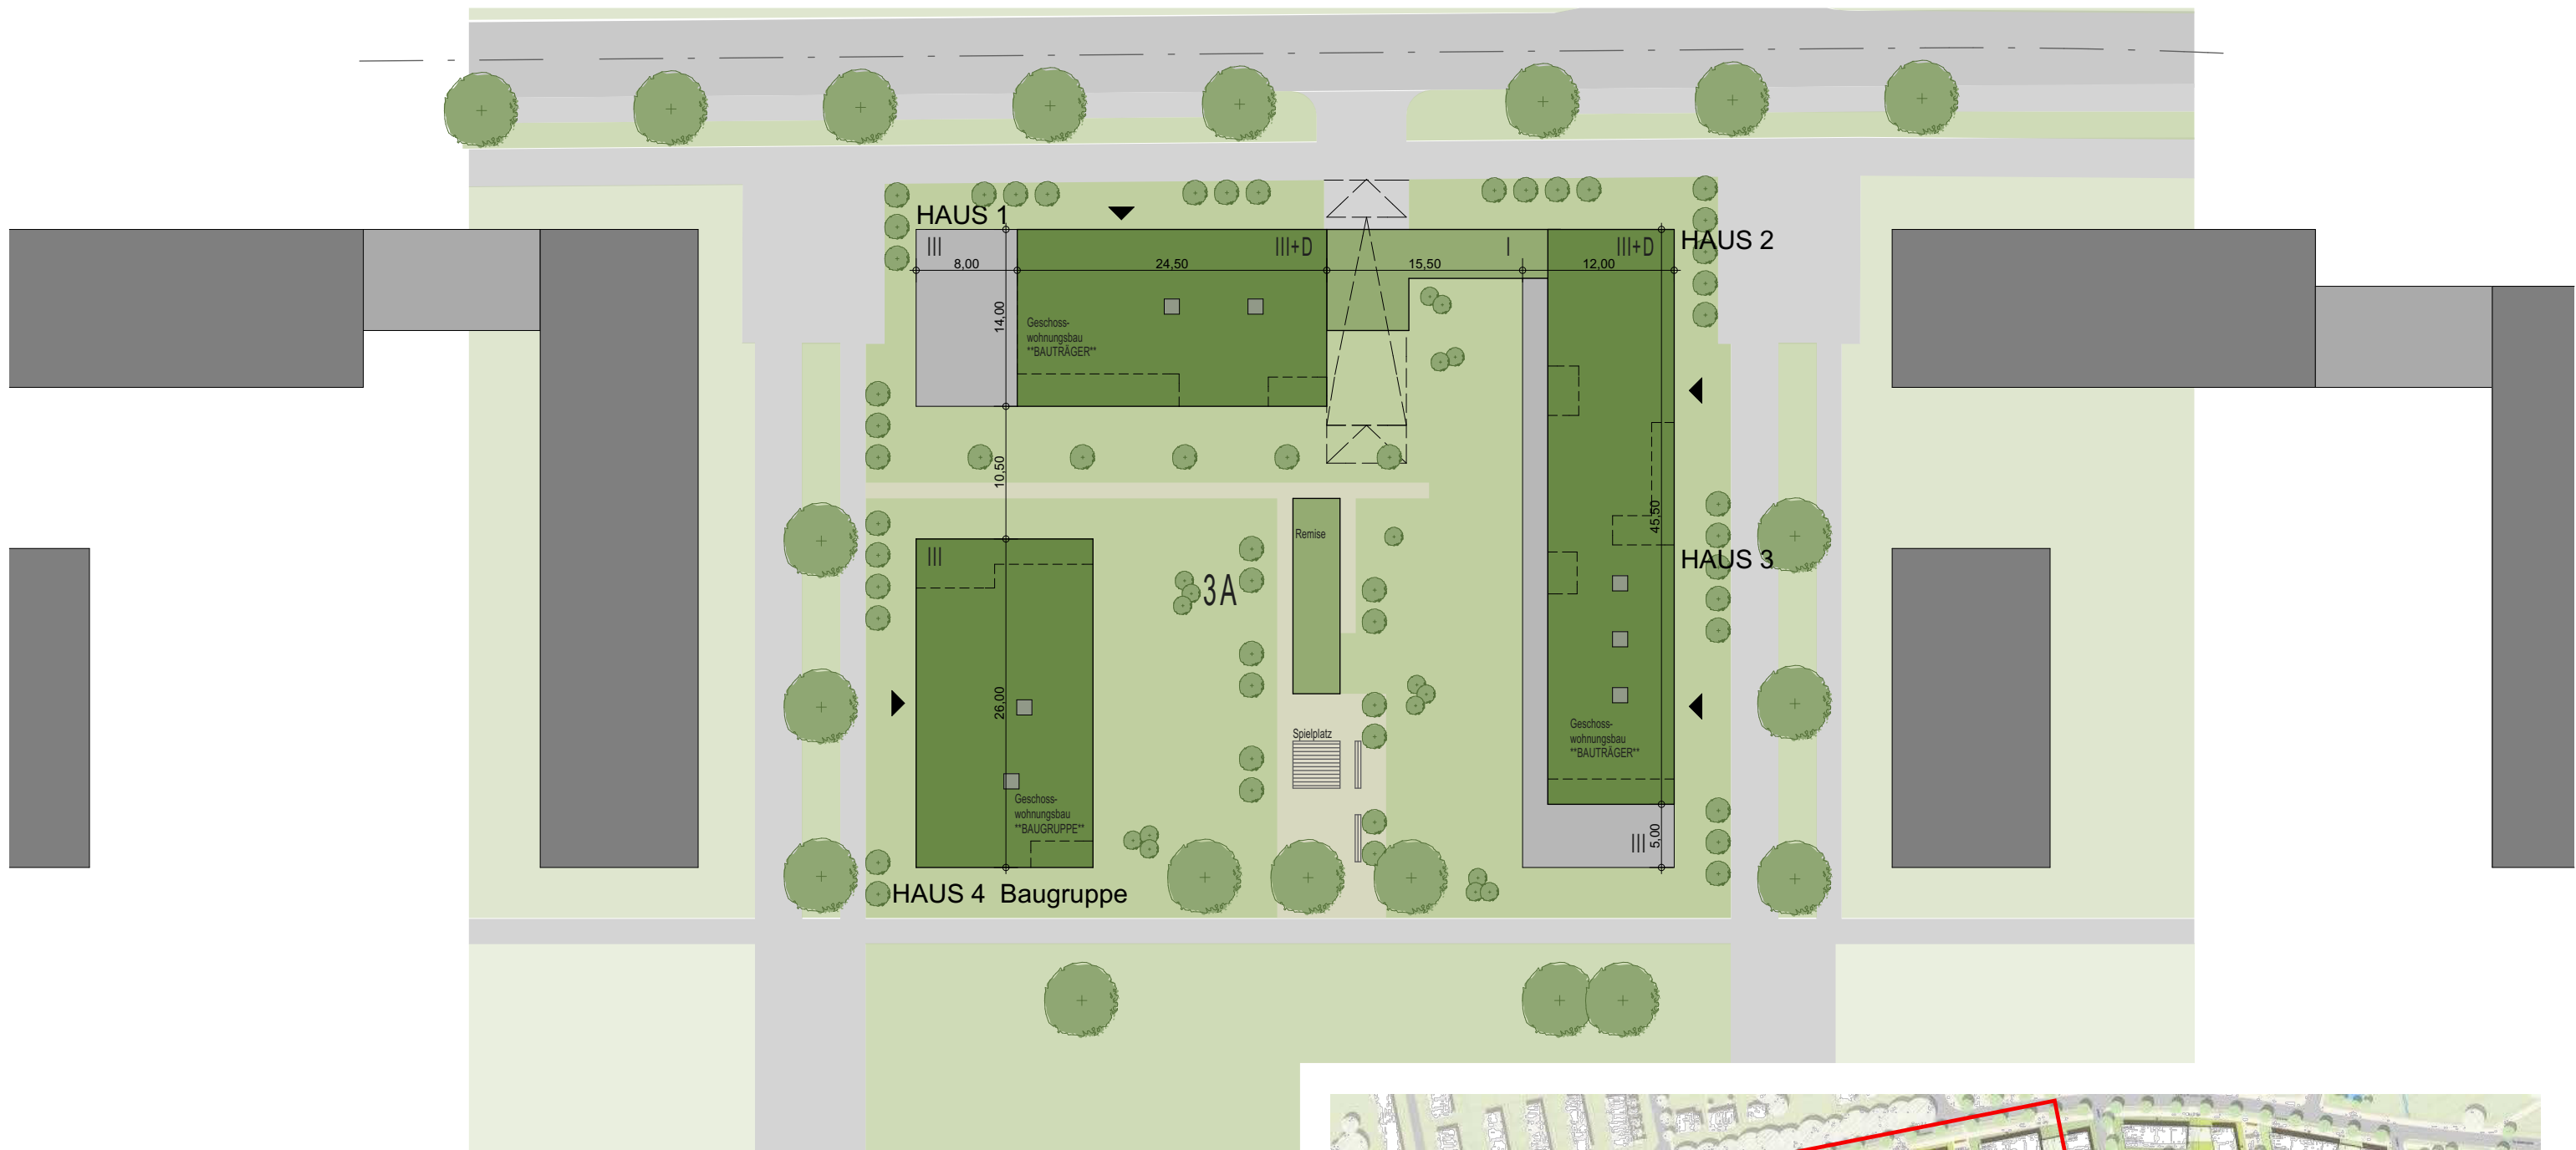 HAUS 1
III
III+D
I
III+D
HAUS 2
8,00
24,50
15,50
12,00
14,00
Geschoss-
wohnungsbau
**BAUTRÄGER**
10,50
Remise
45,50
III
HAUS 3
3A
26,00
Spielplatz
Geschoss-
wohnungsbau
**BAUTRÄGER**
Geschoss-
wohnungsbau
**BAUGRUPPE**
III
5,00
HAUS 4 Baugruppe